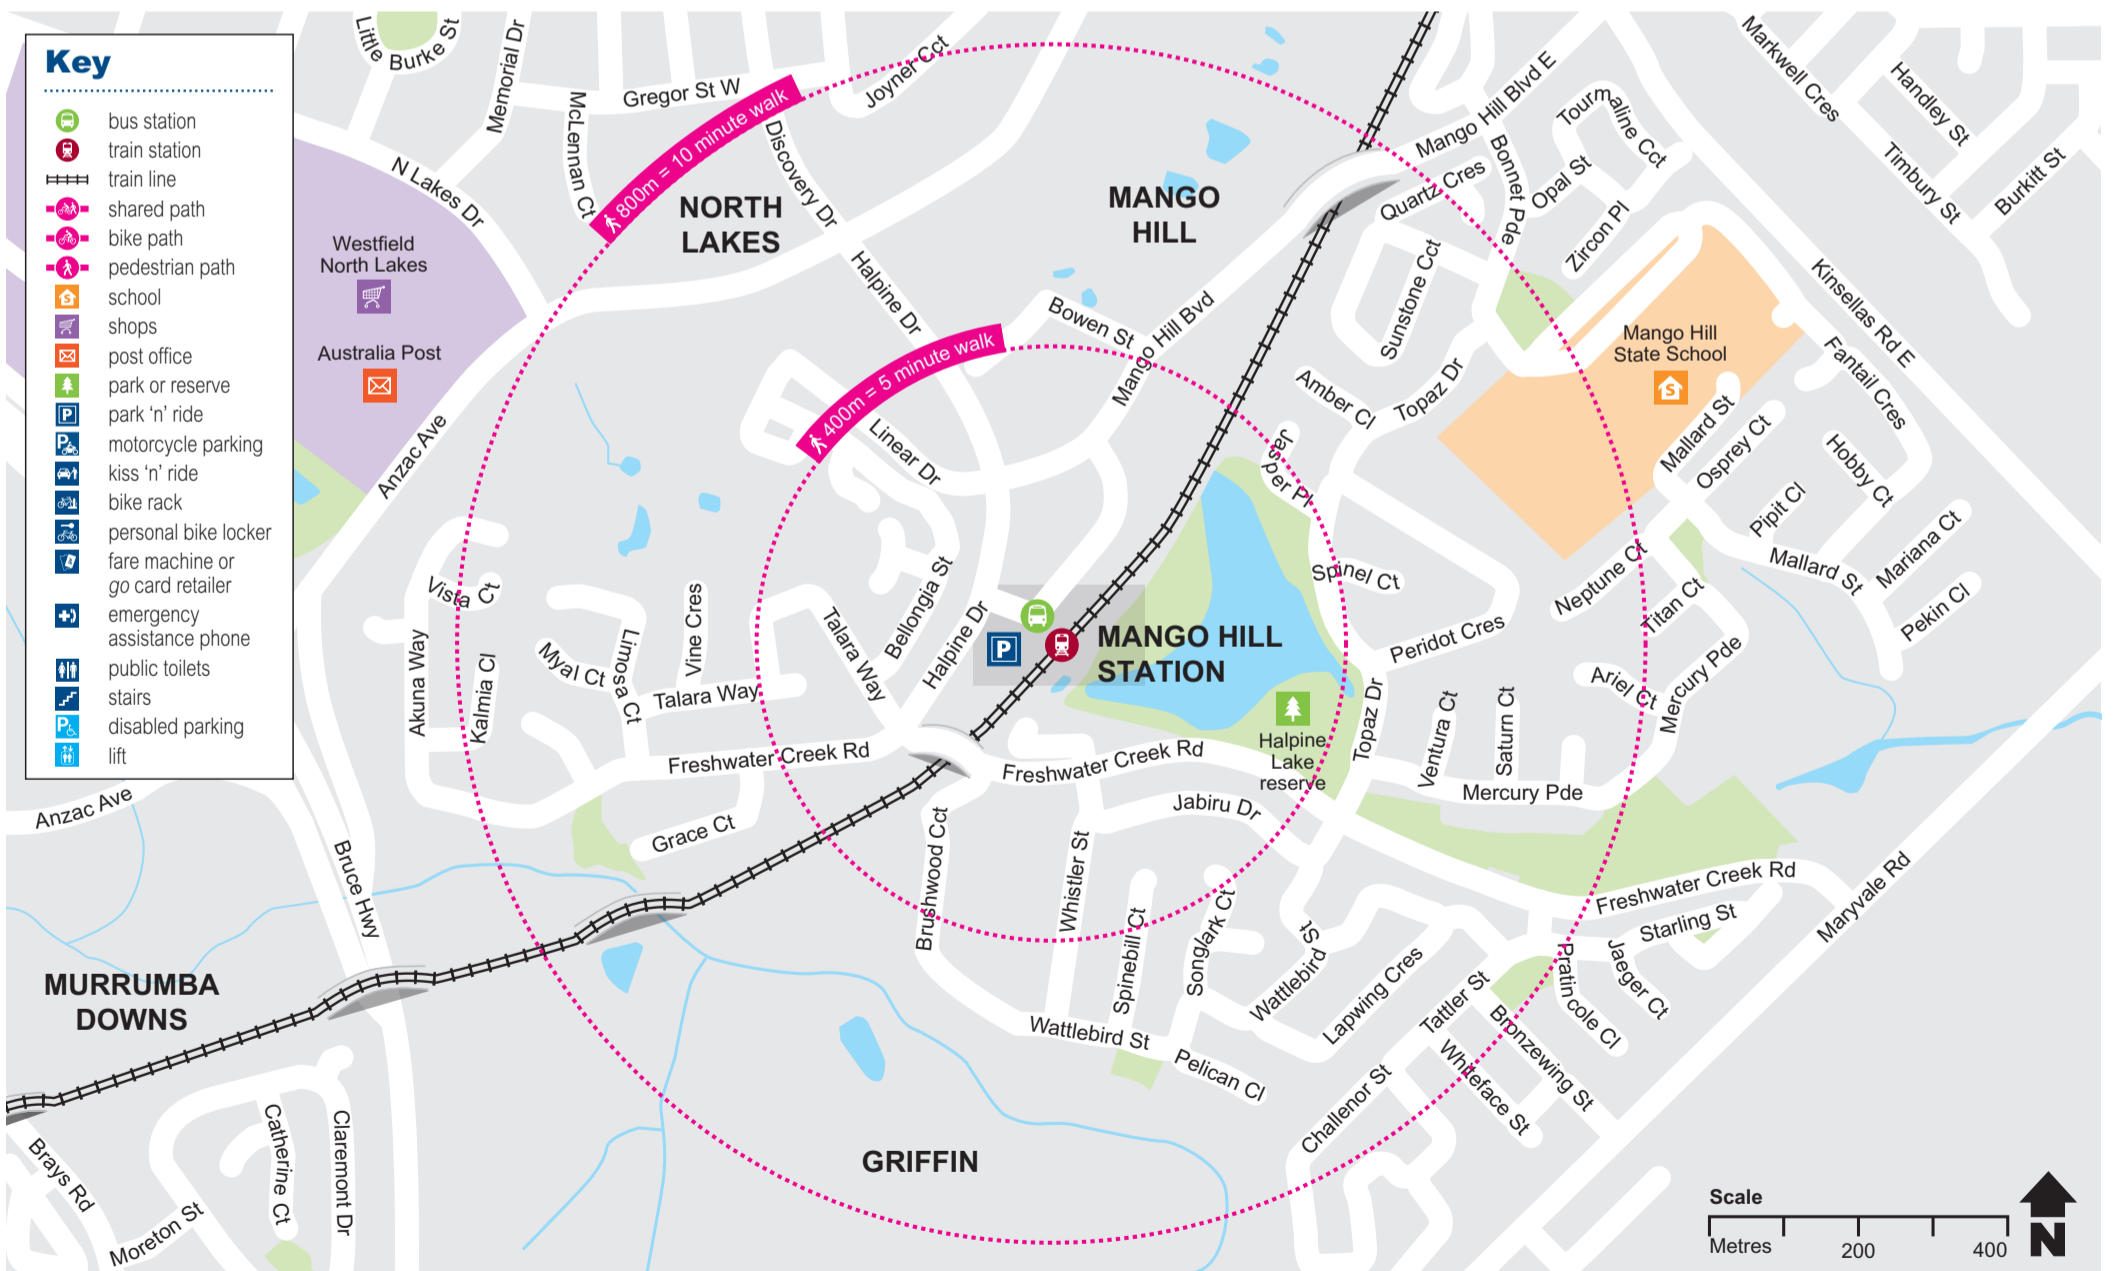 Key
bus station
train station
train line
shared path
bike path
pedestrian path
school
shops
post office
park or reserve
park ‘n’ ride
motorcycle parking
kiss ‘n’ ride
bike rack
personal bike locker
fare machine or
go card retailer
emergency
assistance phone
public toilets
stairs
disabled parking
lift
Little Burke St
Memorial Dr
Gregor St W
McLennan Ct
Joyner Cct
Discovery Dr
800m = 10 minute walk
N Lakes Dr
NORTH
LAKES
MANGO
HILL
Westfield
North Lakes
Australia Post
Anzac Ave
Halpine Dr
Bowen St
Mango Hill Blvd
400m = 5 minute walk
Linear Dr
Mango Hill Blvd E
Quartz Cres
Bonnet Pde
Tourmaline Cct
Opal St
Zircon Pl
Sunstone Cct
Markwell Cres
Handley St
Timbury St
Burkitt St
Kinsellas Rd E
Mango Hill
State School
Fantail Cres
Amber Cl
Topaz Dr
Jasper Pl
Mallard St
Osprey Ct
Hobby Ct
Pipit Cl
Mallard St
Mariana Ct
Pekin Cl
Neptune Ct
Titan Ct
Spinel Ct
Peridot Cres
Ariel Ct
Mercury Pde
Vista Ct
Akuna Way
Kalmia Cl
Myal Ct
Limosa Ct
Vine Cres
Talara Way
Talara Way
Bellongia St
Halpine Dr
P
MANGO HILL
STATION
Halpine
Lake
reserve
Topaz Dr
Ventura Ct
Saturn Ct
Mercury Pde
Freshwater Creek Rd
Freshwater Creek Rd
Grace Ct
Jabiru Dr
Brushwood Cct
Whistler St
Spinebill Ct
Songlark Ct
Wattlebird St
Wattlebird St
Pelican Cl
Lapwing Cres
Tattler St
Challenor St
Whiteface St
Bronzewing St
Pratincole Cl
Jaeger Ct
Starling St
Freshwater Creek Rd
Maryvale Rd
Anzac Ave
Bruce Hwy
MURRUMBA
DOWNS
Brays Rd
Moreton St
Catherine Ct
Claremont Dr
GRIFFIN
Scale
Metres
200
400
N